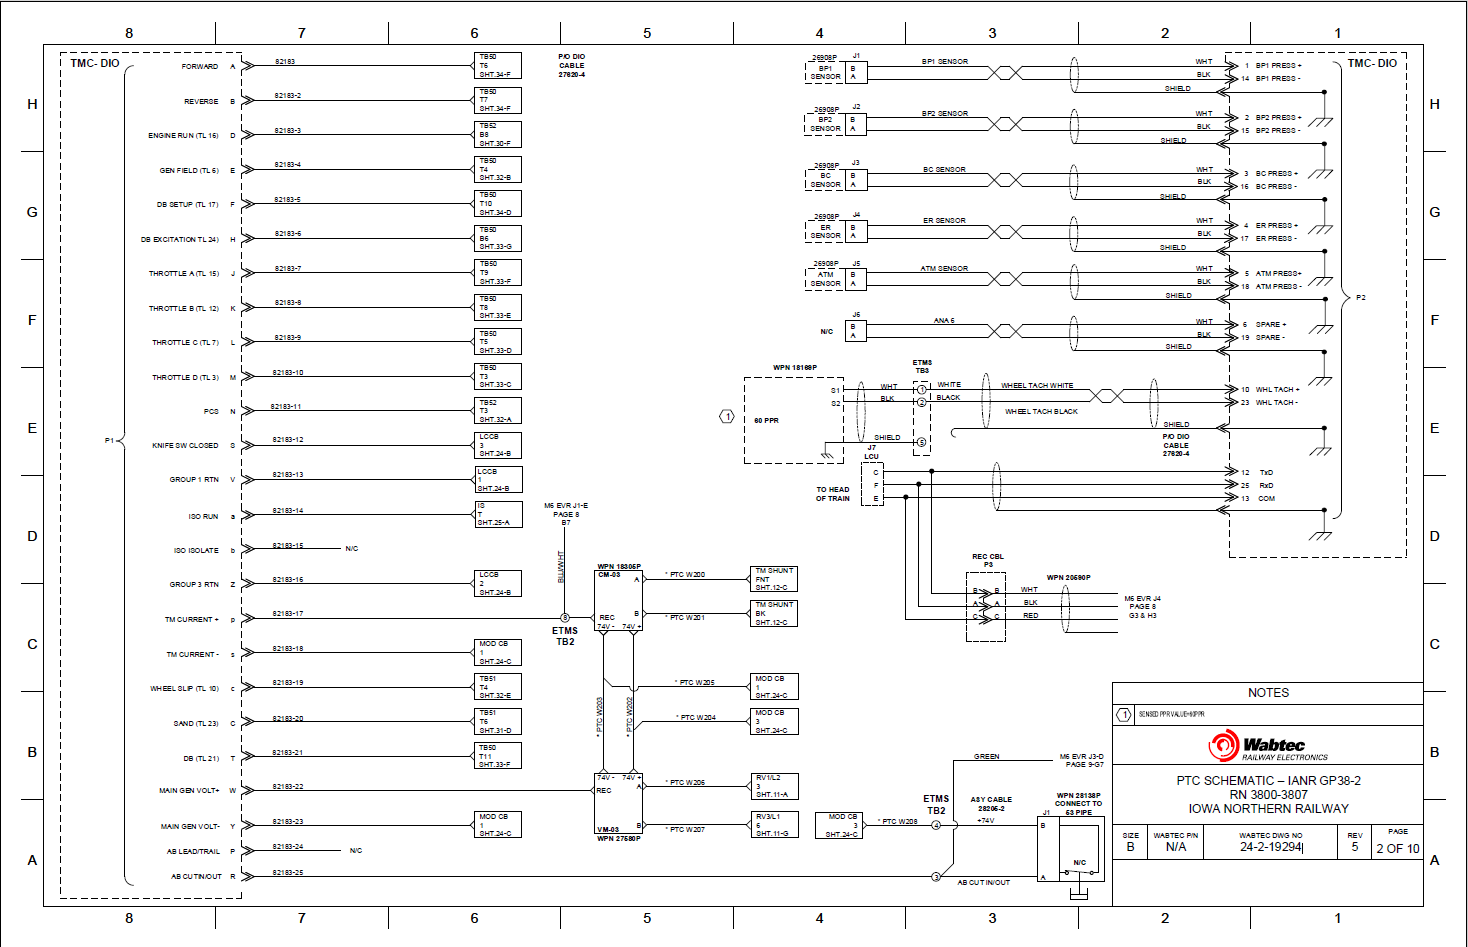 8 7 6 5 4 3 2 1
H
G
F
E
D
C
B
A
TMC- DIO
P1
FORWARD A 82183 TB50 T6 SHT.34-F
REVERSE B 82183-2 TB50 T7 SHT.34-F
ENGINE RUN (TL 16) D 82183-3 TB52 B8 SHT.30-F
GEN FIELD (TL 6) E 82183-4 TB50 T4 SHT.32-B
DB SETUP (TL 17) F 82183-5 TB50 T10 SHT.34-D
DB EXCITATION TL 24) H 82183-6 TB50 B6 SHT.33-G
THROTTLE A (TL 15) J 82183-7 TB50 T9 SHT.33-F
THROTTLE B (TL 12) K 82183-8 TB50 T8 SHT.33-E
THROTTLE C (TL 7) L 82183-9 TB50 T5 SHT.33-D
THROTTLE D (TL 3) M 82183-10 TB50 T3 SHT.33-C
PCS N 82183-11 TB52 T3 SHT.32-A
KNIFE SW CLOSED S 82183-12 LCCB 3 SHT.24-B
GROUP 1 RTN V 82183-13 LCCB 1 SHT.24-B
ISO RUN a 82183-14 IS T SHT.25-A
ISO ISOLATE b 82183-15 N/C
GROUP 3 RTN Z 82183-16 LCCB 2 SHT.24-B
TM CURRENT + p 82183-17
TM CURRENT - s 82183-18 MOD CB 1 SHT.24-C
WHEEL SLIP (TL 10) c 82183-19 TB51 T4 SHT.32-E
SAND (TL 23) C 82183-20 TB51 T6 SHT.31-D
DB (TL 21) T 82183-21 TB50 T11 SHT.33-F
MAIN GEN VOLT+ W 82183-22
MAIN GEN VOLT- Y 82183-23 MOD CB 1 SHT.24-C
AB LEAD/TRAIL P 82183-24 N/C
AB CUTIN/OUT R 82183-25
P/O DIO
CABLE
27620-4
M6 EVR J1-E
PAGE 8
B7
BLU/WHT
8
ETMS
TB2
WPN 18305P
CM-03
A
B
REC
74V - 74V +
* PTC W200
TM SHUNT
FNT
SHT.12-C
* PTC W201
TM SHUNT
BK
SHT.12-C
* PTC W205
MOD CB
1
SHT.24-C
* PTC W204
MOD CB
3
SHT.24-C
* PTC W203
* PTC W202
74V - 74V +
REC
A
B
VM-03
WPN 27580P
* PTC W206
RV1/L2
3
SHT.11-A
* PTC W207
RV3/L1
6
SHT.11-G
26908P J1
BP1
SENSOR
B
A
BP1 SENSOR
WHT
BLK
SHIELD
1 BP1 PRESS +
14 BP1 PRESS -
26908P J2
BP2
SENSOR
B
A
BP2 SENSOR
WHT
BLK
SHIELD
2 BP2 PRESS +
15 BP2 PRESS -
26908P J3
BC
SENSOR
B
A
BC SENSOR
WHT
BLK
SHIELD
3 BC PRESS +
16 BC PRESS -
26908P J4
ER
SENSOR
B
A
ER SENSOR
WHT
BLK
SHIELD
4 ER PRESS +
17 ER PRESS -
26908P J5
ATM
SENSOR
B
A
ATM SENSOR
WHT
BLK
SHIELD
5 ATM PRESS+
18 ATM PRESS -
N/C
J6
B
A
ANA 6
WHT
BLK
SHIELD
6 SPARE +
19 SPARE -
TMC- DIO
P2
WPN 18169P
1
60 PPR
S1
S2
WHT
BLK
SHIELD
ETMS
TB3
1
2
5
WHITE
BLACK
WHEEL TACH WHITE
WHEEL TACH BLACK
SHIELD
P/O DIO
CABLE
27620-4
10 WHL TACH +
23 WHL TACH -
J7
LCU
TO HEAD
OF TRAIN
C
F
E
12 TxD
25 RxD
13 COM
REC CBL
P3
B B
A A
C C
WPN 20590P
WHT
BLK
RED
M6 EVR J4
PAGE 8
G3 & H3
GREEN
M6 EVR J3-D
PAGE 9-G7
MOD CB
3
SHT.24-C
* PTC W208
ETMS
TB2
4
3
ASY CABLE
28206-2
+74V
AB CUTIN/OUT
WPN 28138P
CONNECT TO
53 PIPE
J1
B
A
N/C
NOTES
1 SENSED PPR VALUE=60PPR
Wabtec
RAILWAY ELECTRONICS
PTC SCHEMATIC – IANR GP38-2
RN 3800-3807
IOWA NORTHERN RAILWAY
SIZE
B
WABTEC P/N
N/A
WABTEC DWG NO
24-2-19294
REV
5
PAGE
2 OF 10
H
G
F
E
D
C
B
A
8 7 6 5 4 3 2 1